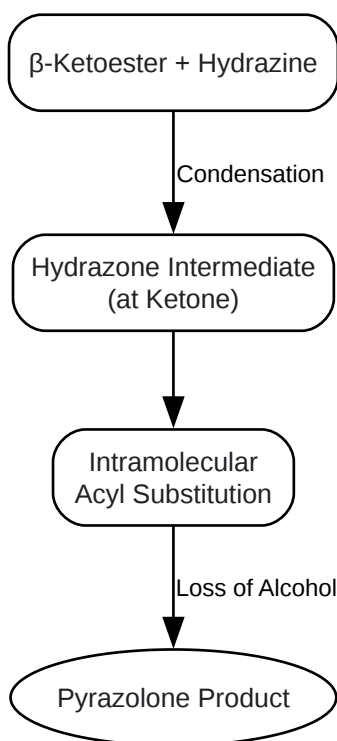 β-Ketoester + Hydrazine
Condensation
Hydrazone Intermediate
(at Ketone)
Intramolecular
Acyl Substitution
Loss of Alcohol
Pyrazolone Product